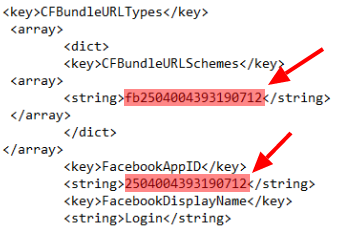 <key>CFBundleURLTypes</key>
<array>
<dict>
<key>CFBundleURLSchemes</key>
<array>
<string>fb2504004393190712</string>
</array>
</dict>
</array>
<key>FacebookAppID</key>
<string>2504004393190712</string>
<key>FacebookDisplayName</key>
<string>Login</string>